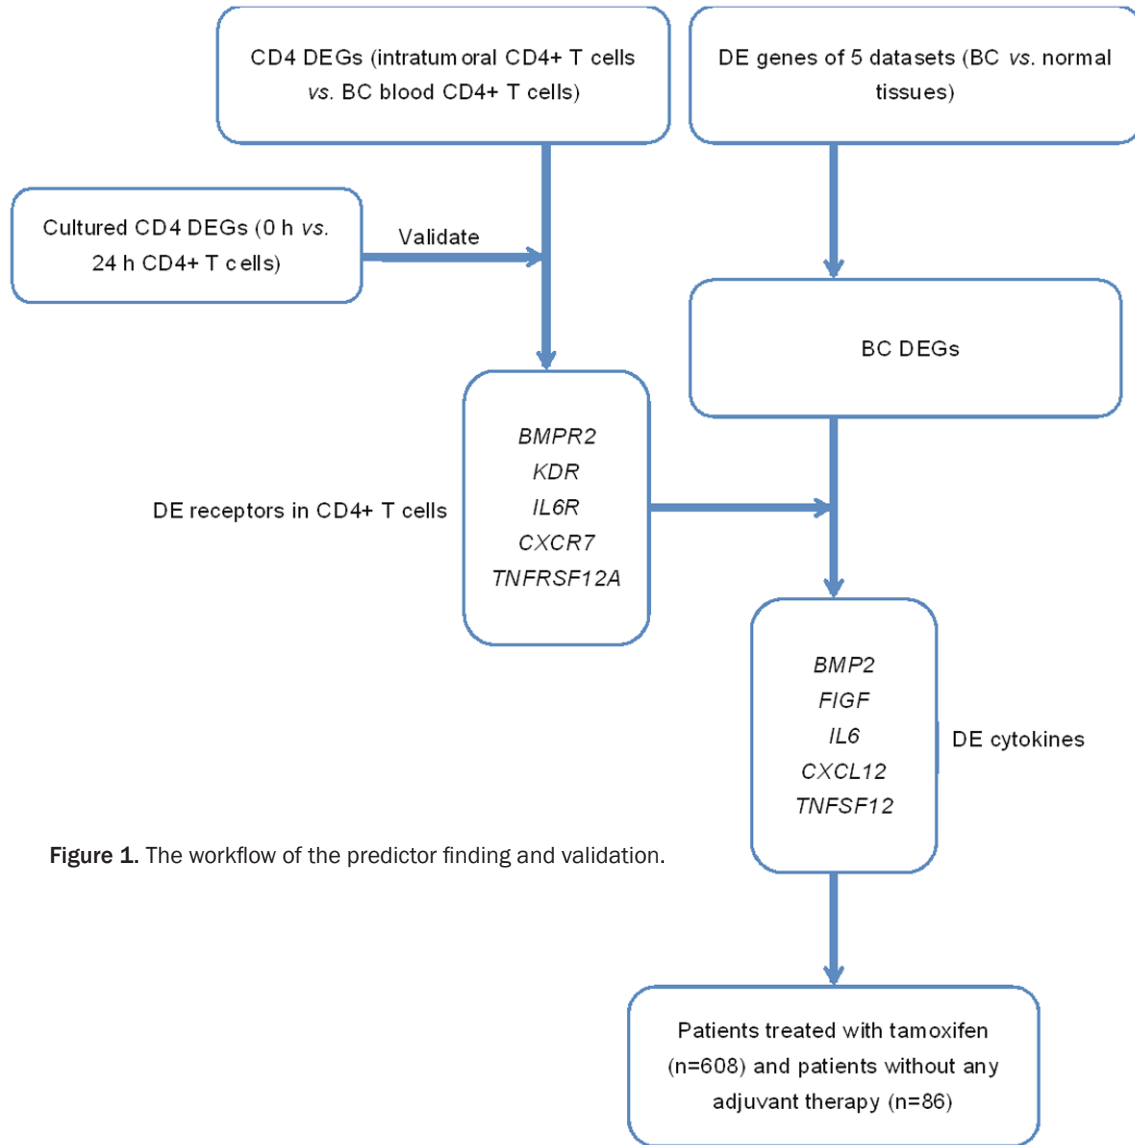 CD4 DEGs (intratumoral CD4+ T cells
vs. BC blood CD4+ T cells)
DE genes of 5 datasets (BC vs. normal
tissues)
Cultured CD4 DEGs (0 h vs.
24 h CD4+ T cells)
Validate
BC DEGs
DE receptors in CD4+ T cells
BMPR2
KDR
IL6R
CXCR7
TNFRSF12A
BMP2
FIGF
IL6
CXCL12
TNFSF12
DE cytokines
Figure 1. The workflow of the predictor finding and validation.
Patients treated with tamoxifen
(n=608) and patients without any
adjuvant therapy (n=86)